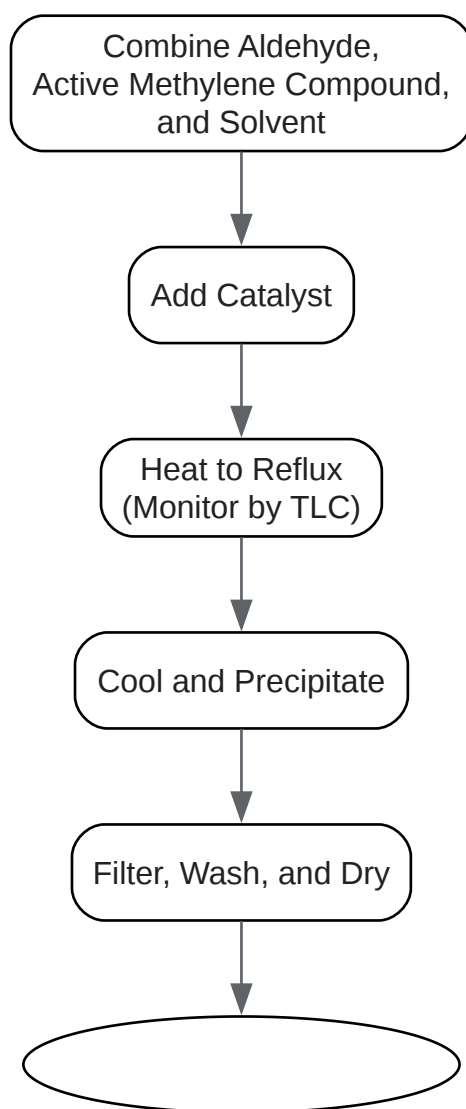 Combine Aldehyde,
Active Methylene Compound,
and Solvent
Add Catalyst
Heat to Reflux
(Monitor by TLC)
Cool and Precipitate
Filter, Wash, and Dry